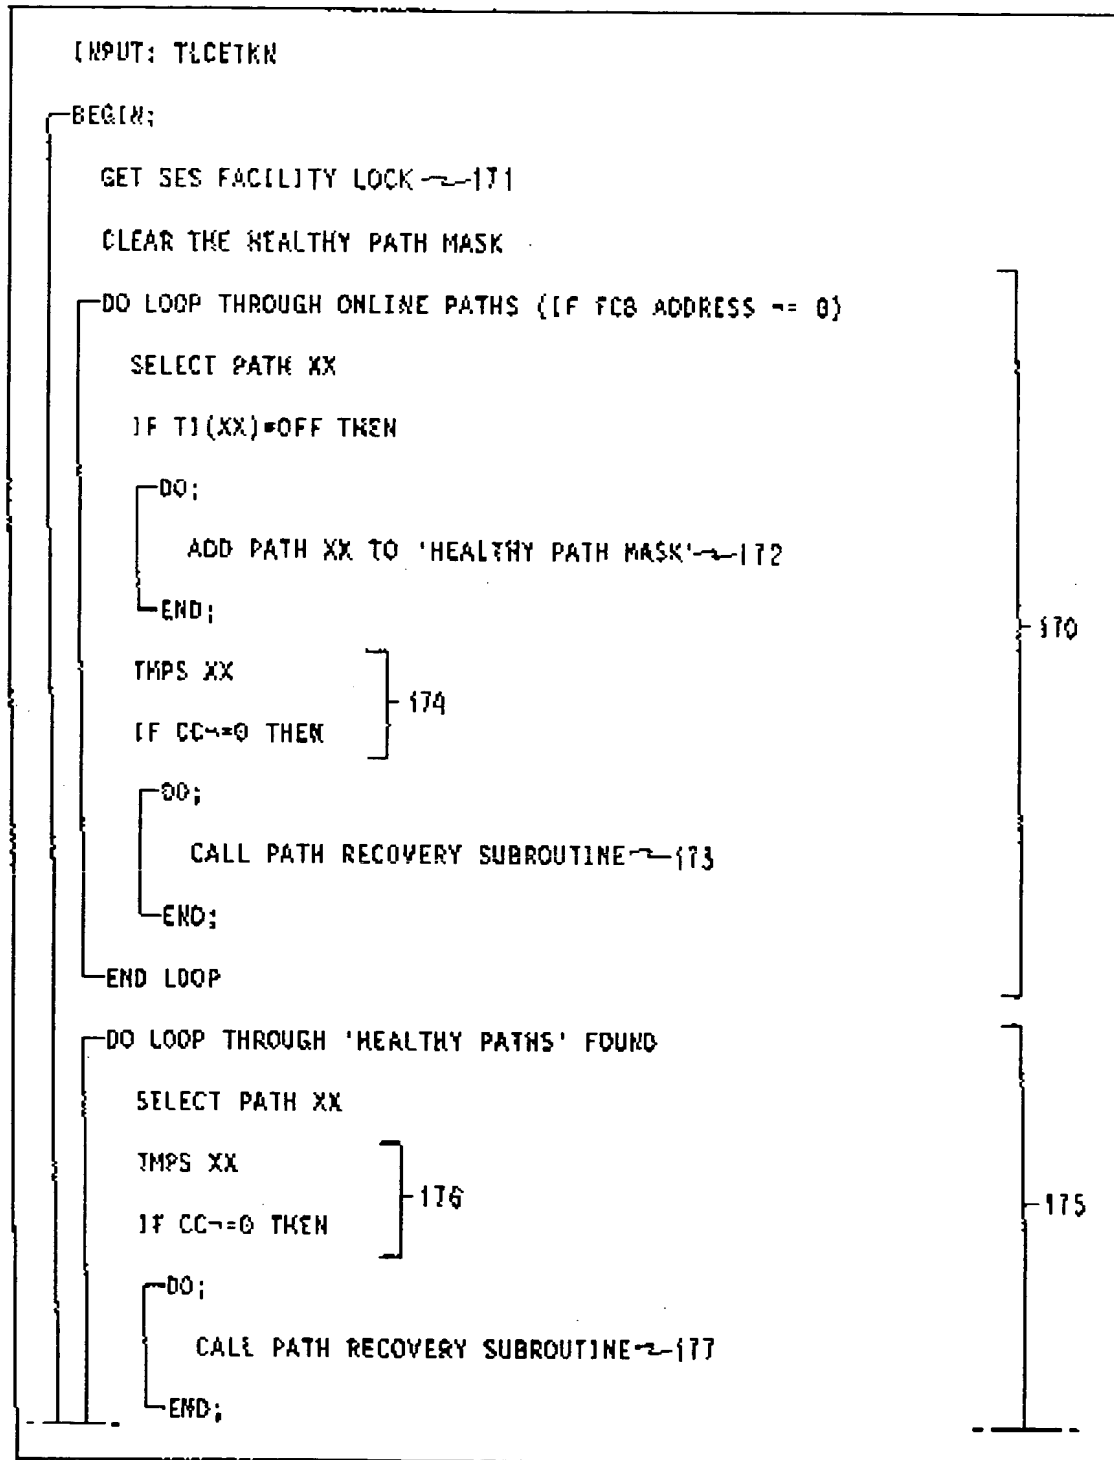 INPUT: TLCETKN
BEGIN;
GET SES FACILITY LOCK 171
CLEAR THE HEALTHY PATH MASK
DO LOOP THROUGH ONLINE PATHS (IF FCB ADDRESS ¬= 0)
SELECT PATH XX
IF TI(XX)=OFF THEN
DO;
ADD PATH XX TO 'HEALTHY PATH MASK' 172
END;
170
TMPS XX
174
IF CC¬=0 THEN
DO;
CALL PATH RECOVERY SUBROUTINE 173
END;
END LOOP
DO LOOP THROUGH 'HEALTHY PATHS' FOUND
SELECT PATH XX
TMPS XX
176
175
IF CC¬=0 THEN
DO;
CALL PATH RECOVERY SUBROUTINE 177
END;